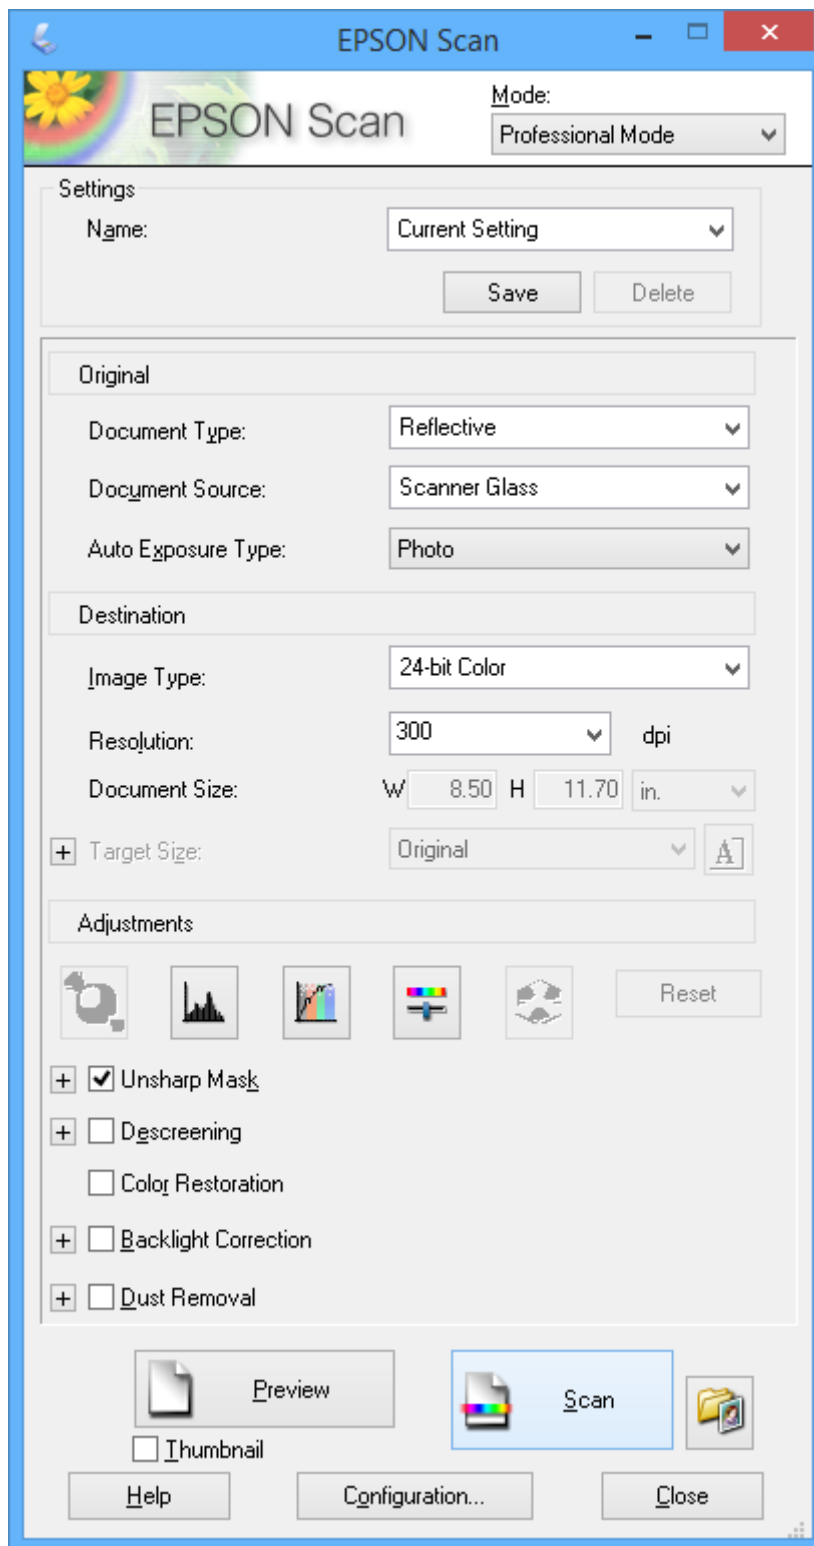 EPSON Scan
EPSON Scan
Mode:
Professional Mode
Settings
Name: Current Setting
Save Delete
Original
Document Type: Reflective
Document Source: Scanner Glass
Auto Exposure Type: Photo
Destination
Image Type: 24-bit Color
Resolution: 300 dpi
Document Size: W 8.50 H 11.70 in.
+ Target Size: Original A
Adjustments
Reset
+ Unsharp Mask
+ Descreening
Color Restoration
+ Backlight Correction
+ Dust Removal
Preview Scan
Thumbnail
Help Configuration... Close